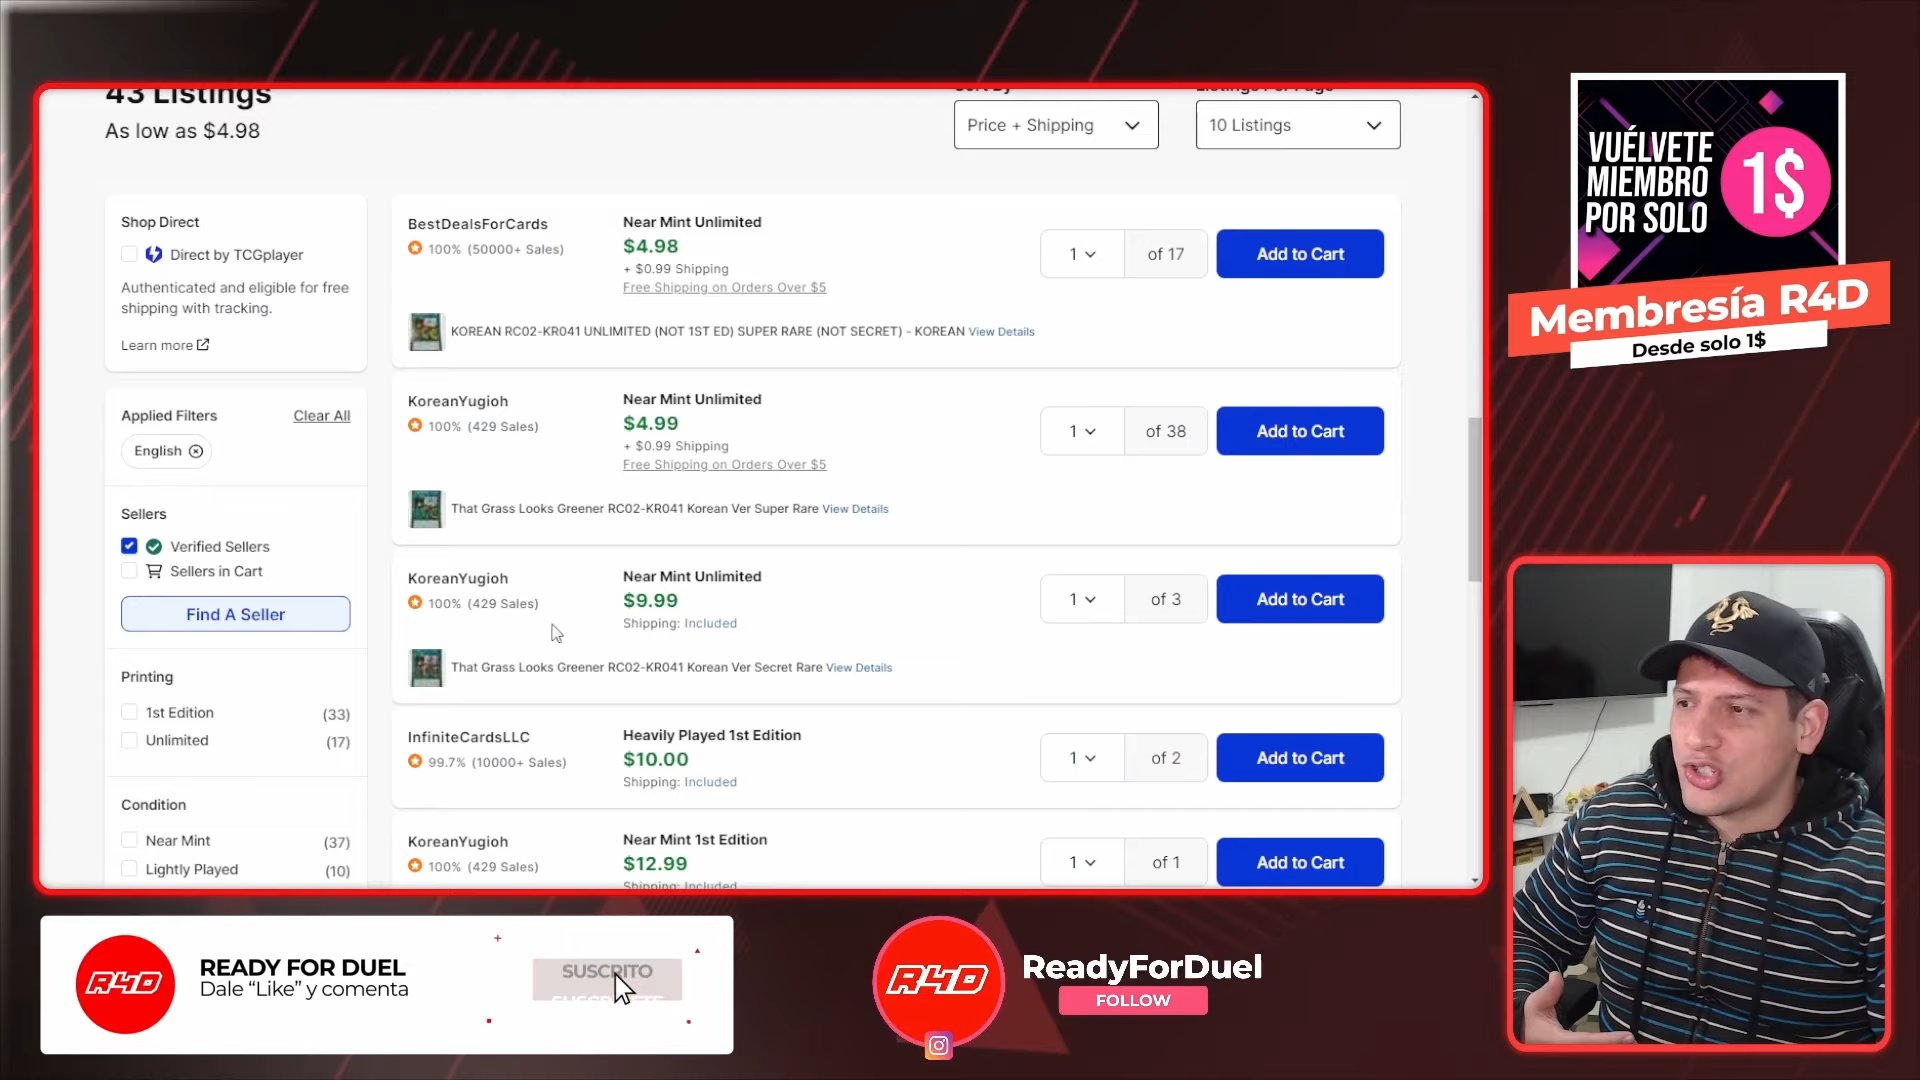 43 Listings
As low as $4.98
Sort By
Listings Per Page
Price + Shipping
10 Listings
Shop Direct
Direct by TCGplayer
Authenticated and eligible for free
shipping with tracking.
Learn more
Applied Filters
Clear All
English
Sellers
Verified Sellers
Sellers in Cart
Find A Seller
Printing
1st Edition (33)
Unlimited (17)
Condition
Near Mint (37)
Lightly Played (10)
BestDealsForCards
100% (50000+ Sales)
Near Mint Unlimited
$4.98
+ $0.99 Shipping
Free Shipping on Orders Over $5
1 of 17
Add to Cart
KOREAN RC02-KR041 UNLIMITED (NOT 1ST ED) SUPER RARE (NOT SECRET) - KOREAN View Details
KoreanYugioh
100% (429 Sales)
Near Mint Unlimited
$4.99
+ $0.99 Shipping
Free Shipping on Orders Over $5
1 of 38
Add to Cart
That Grass Looks Greener RC02-KR041 Korean Ver Super Rare View Details
KoreanYugioh
100% (429 Sales)
Near Mint Unlimited
$9.99
Shipping: Included
1 of 3
Add to Cart
That Grass Looks Greener RC02-KR041 Korean Ver Secret Rare View Details
InfiniteCardsLLC
99.7% (10000+ Sales)
Heavily Played 1st Edition
$10.00
Shipping: Included
1 of 2
Add to Cart
KoreanYugioh
100% (429 Sales)
Near Mint 1st Edition
$12.99
Shipping: Included
1 of 1
Add to Cart
VUÉLVETE
MIEMBRO
POR SOLO
1$
Membresía R4D
Desde solo 1$
R4D
READY FOR DUEL
Dale “Like” y comenta
SUSCRITO
R4D
ReadyForDuel
FOLLOW